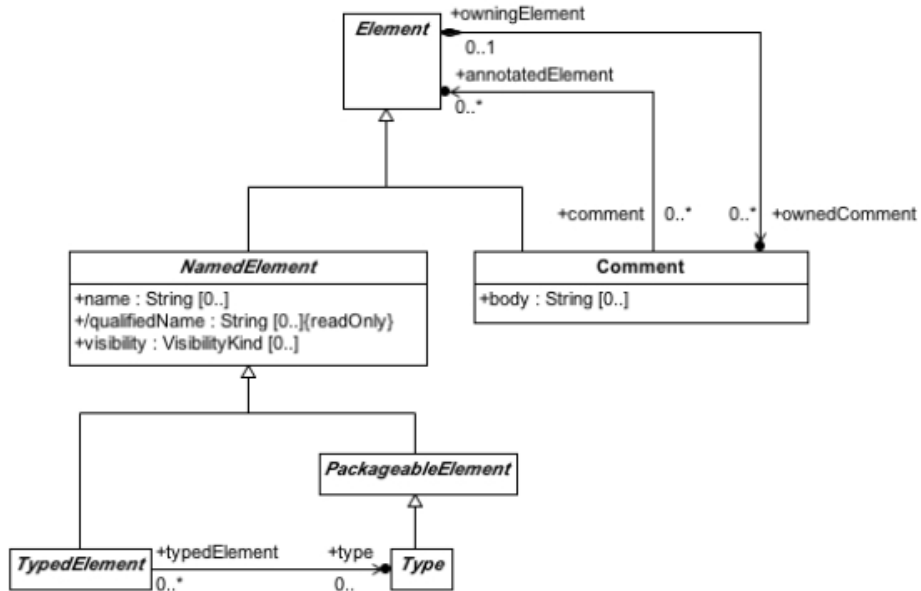 Element
+owningElement
0..1
+annotatedElement
0..*
+comment
0..*
0..*
+ownedComment
NamedElement
+name : String [0..]
+/qualifiedName : String [0..]{readOnly}
+visibility : VisibilityKind [0..]
Comment
+body : String [0..]
PackageableElement
TypedElement
+typedElement
0..*
+type
0..
Type